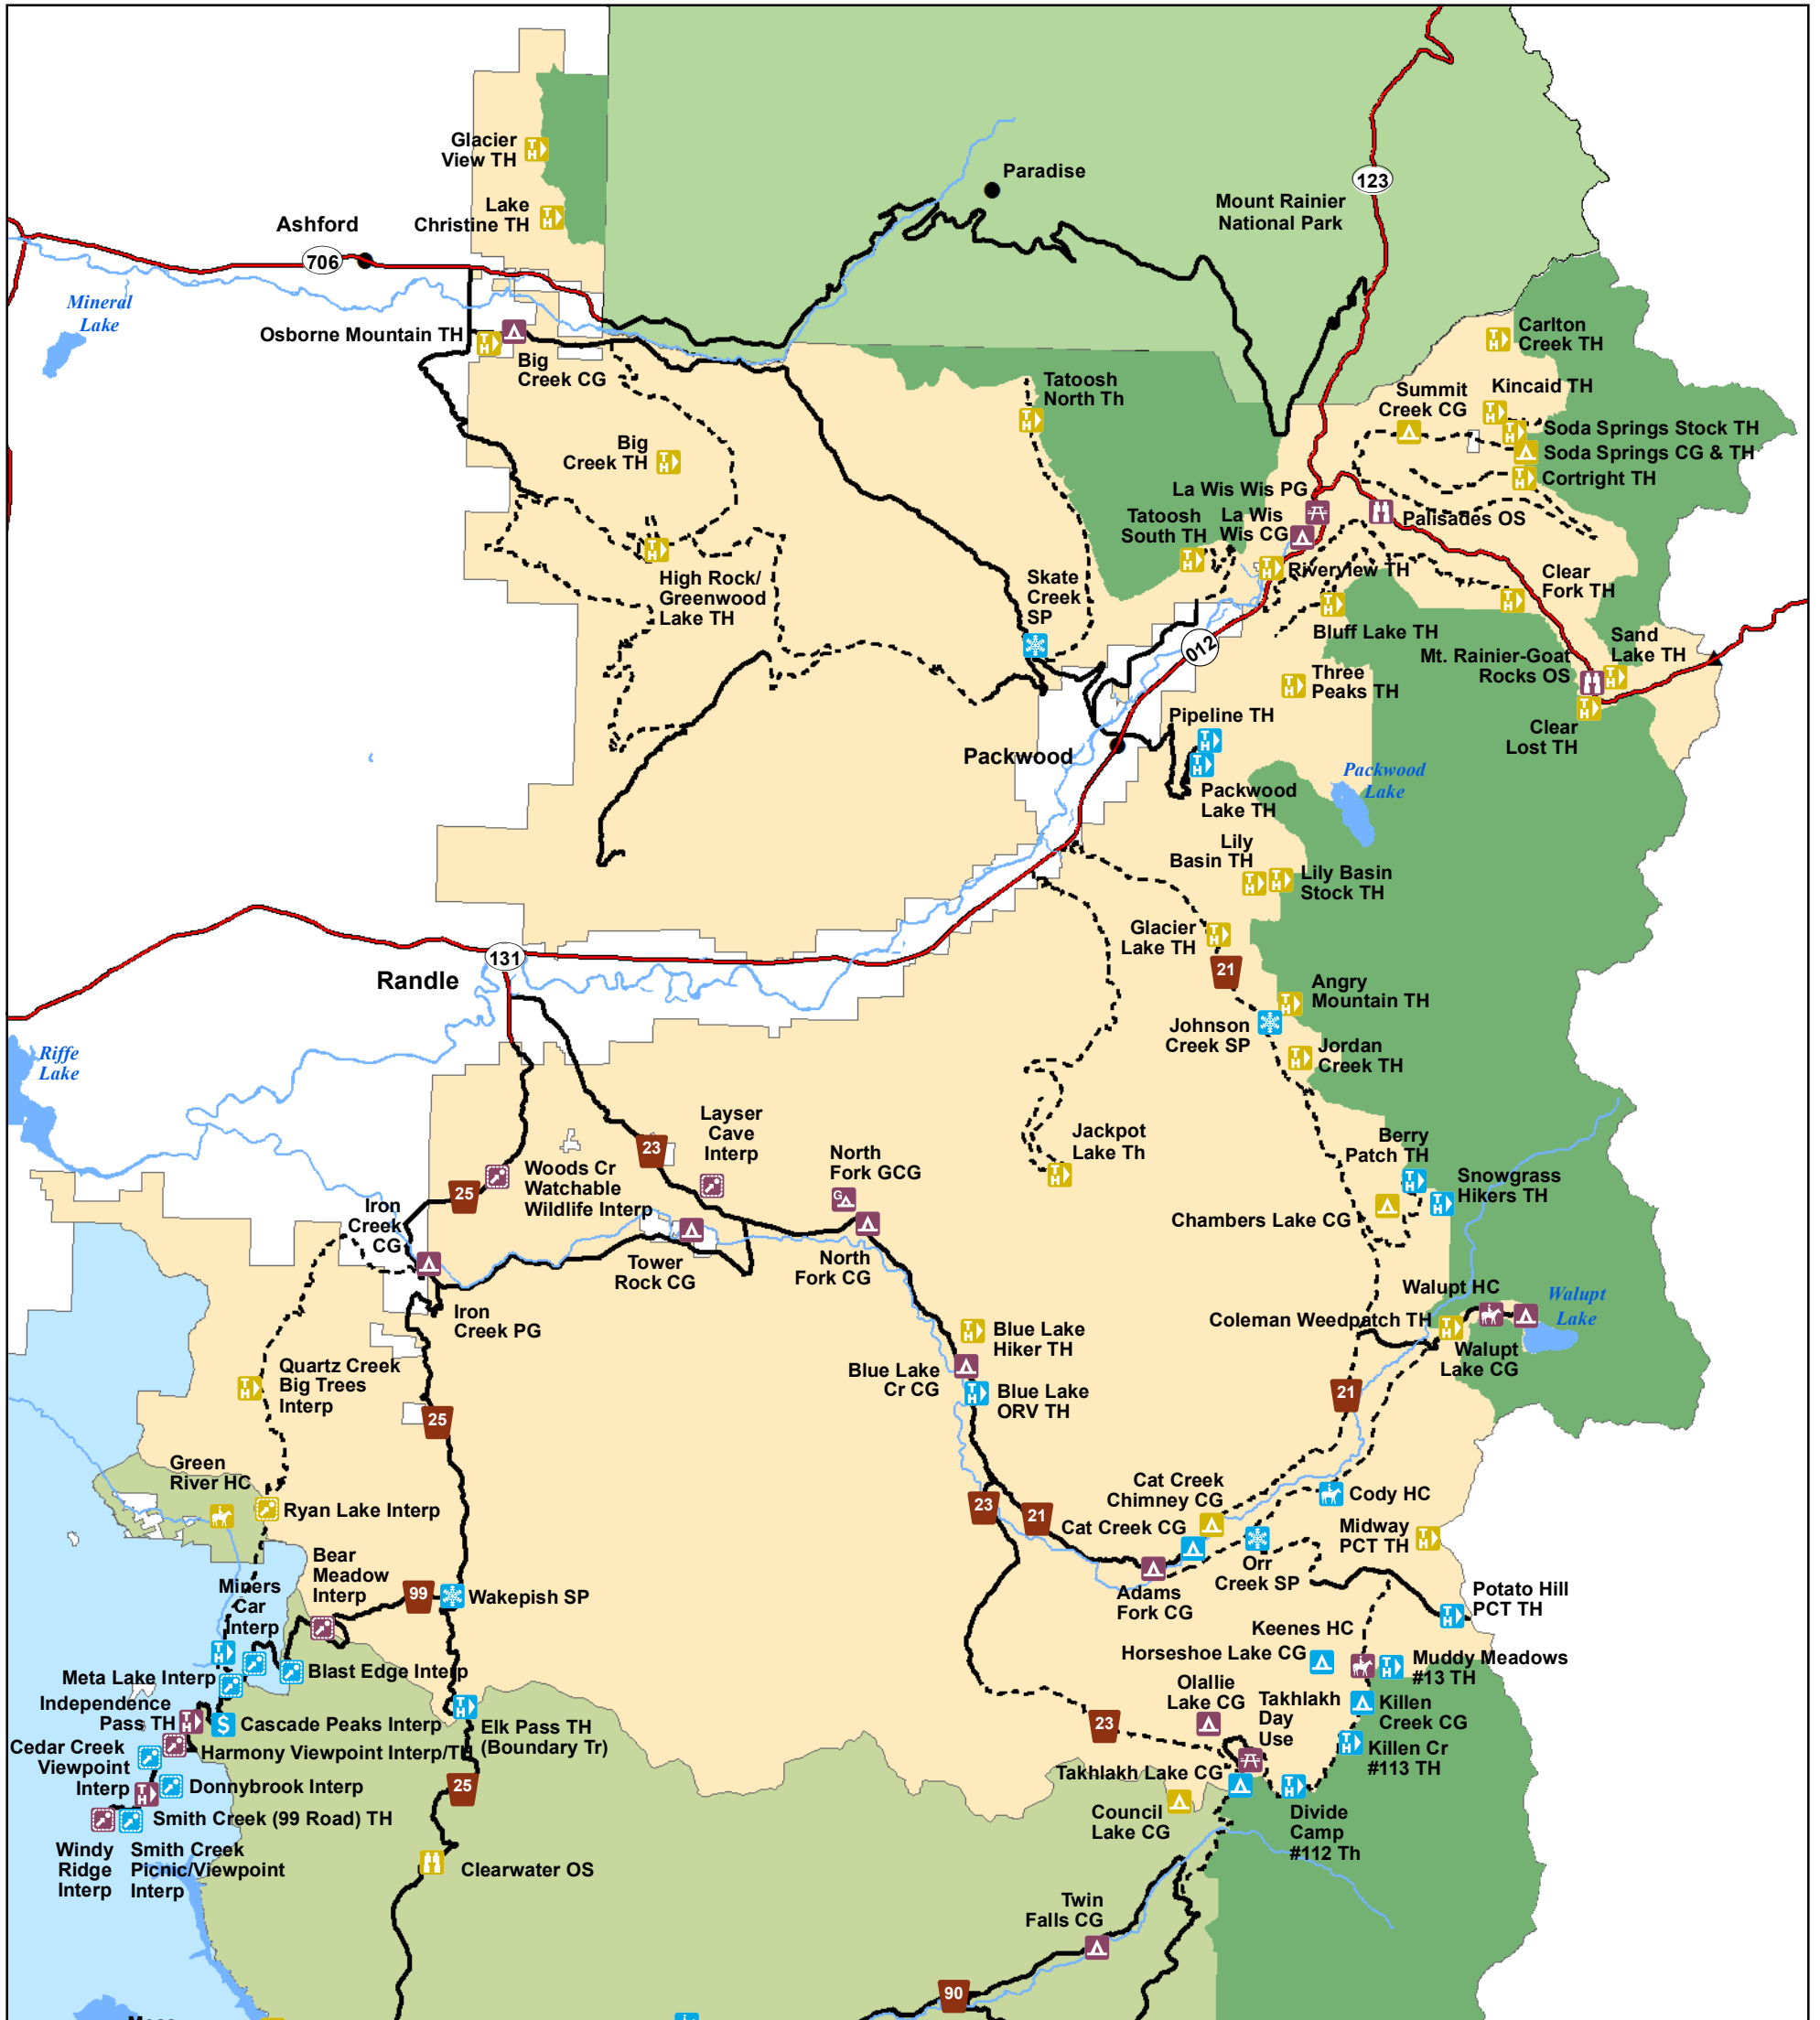 Glacier
View TH
Lake
Christine TH
Ashford
706
Mineral
Lake
Paradise
Mount Rainier
National Park
123
Osborne Mountain TH
Big
Creek CG
Tatoosh
North Th
Carlton
Creek TH
Summit
Creek CG
Kincaid TH
Soda Springs Stock TH
Soda Springs CG & TH
Cortright TH
Big
Creek TH
La Wis Wis PG
La Wis
Wis CG
Tatoosh
South TH
Palisades OS
High Rock/
Greenwood
Lake TH
Skate
Creek
SP
Riverview TH
Clear
Fork TH
Bluff Lake TH
012
Sand
Lake TH
Mt. Rainier-Goat
Rocks OS
Three
Peaks TH
Clear
Lost TH
Pipeline TH
Packwood
Packwood
Lake TH
Packwood
Lake
Lily
Basin TH
Lily Basin
Stock TH
Glacier
Lake TH
21
131
Randle
Angry
Mountain TH
Johnson
Creek SP
Jordan
Creek TH
Riffe
Lake
23
Layser
Cave
Interp
North
Fork GCG
G
Jackpot
Lake Th
Berry
Patch TH
Snowgrass
Hikers TH
Chambers Lake CG
Woods Cr
Watchable
Wildlife Interp
25
Iron
Creek
CG
Tower
Rock CG
North
Fork CG
Iron
Creek PG
Walupt HC
Walupt
Lake
Coleman Weedpatch TH
Walupt
Lake CG
Blue Lake
Hiker TH
Blue Lake
Cr CG
Blue Lake
ORV TH
Quartz Creek
Big Trees
Interp
25
21
Green
River HC
Ryan Lake Interp
23
21
Cat Creek
Chimney CG
Cat Creek CG
Cody HC
Midway
PCT TH
Orr
Creek SP
Adams
Fork CG
Potato Hill
PCT TH
Bear
Meadow
Interp
99
Wakepish SP
Miners
Car
Interp
Blast Edge Interp
Meta Lake Interp
Independence
Pass TH
$
Cascade Peaks Interp
Harmony Viewpoint Interp/TH
Elk Pass TH
(Boundary Tr)
Cedar Creek
Viewpoint
Interp
Donnybrook Interp
25
Smith Creek (99 Road) TH
Windy
Ridge
Interp
Smith Creek
Picnic/Viewpoint
Interp
Clearwater OS
Keenes HC
Horseshoe Lake CG
Muddy Meadows
#13 TH
Olallie
Lake CG
Takhlakh
Day
Use
Killen
Creek CG
23
Killen Cr
#113 TH
Takhlakh Lake CG
Council
Lake CG
Divide
Camp
#112 Th
Twin
Falls CG
90